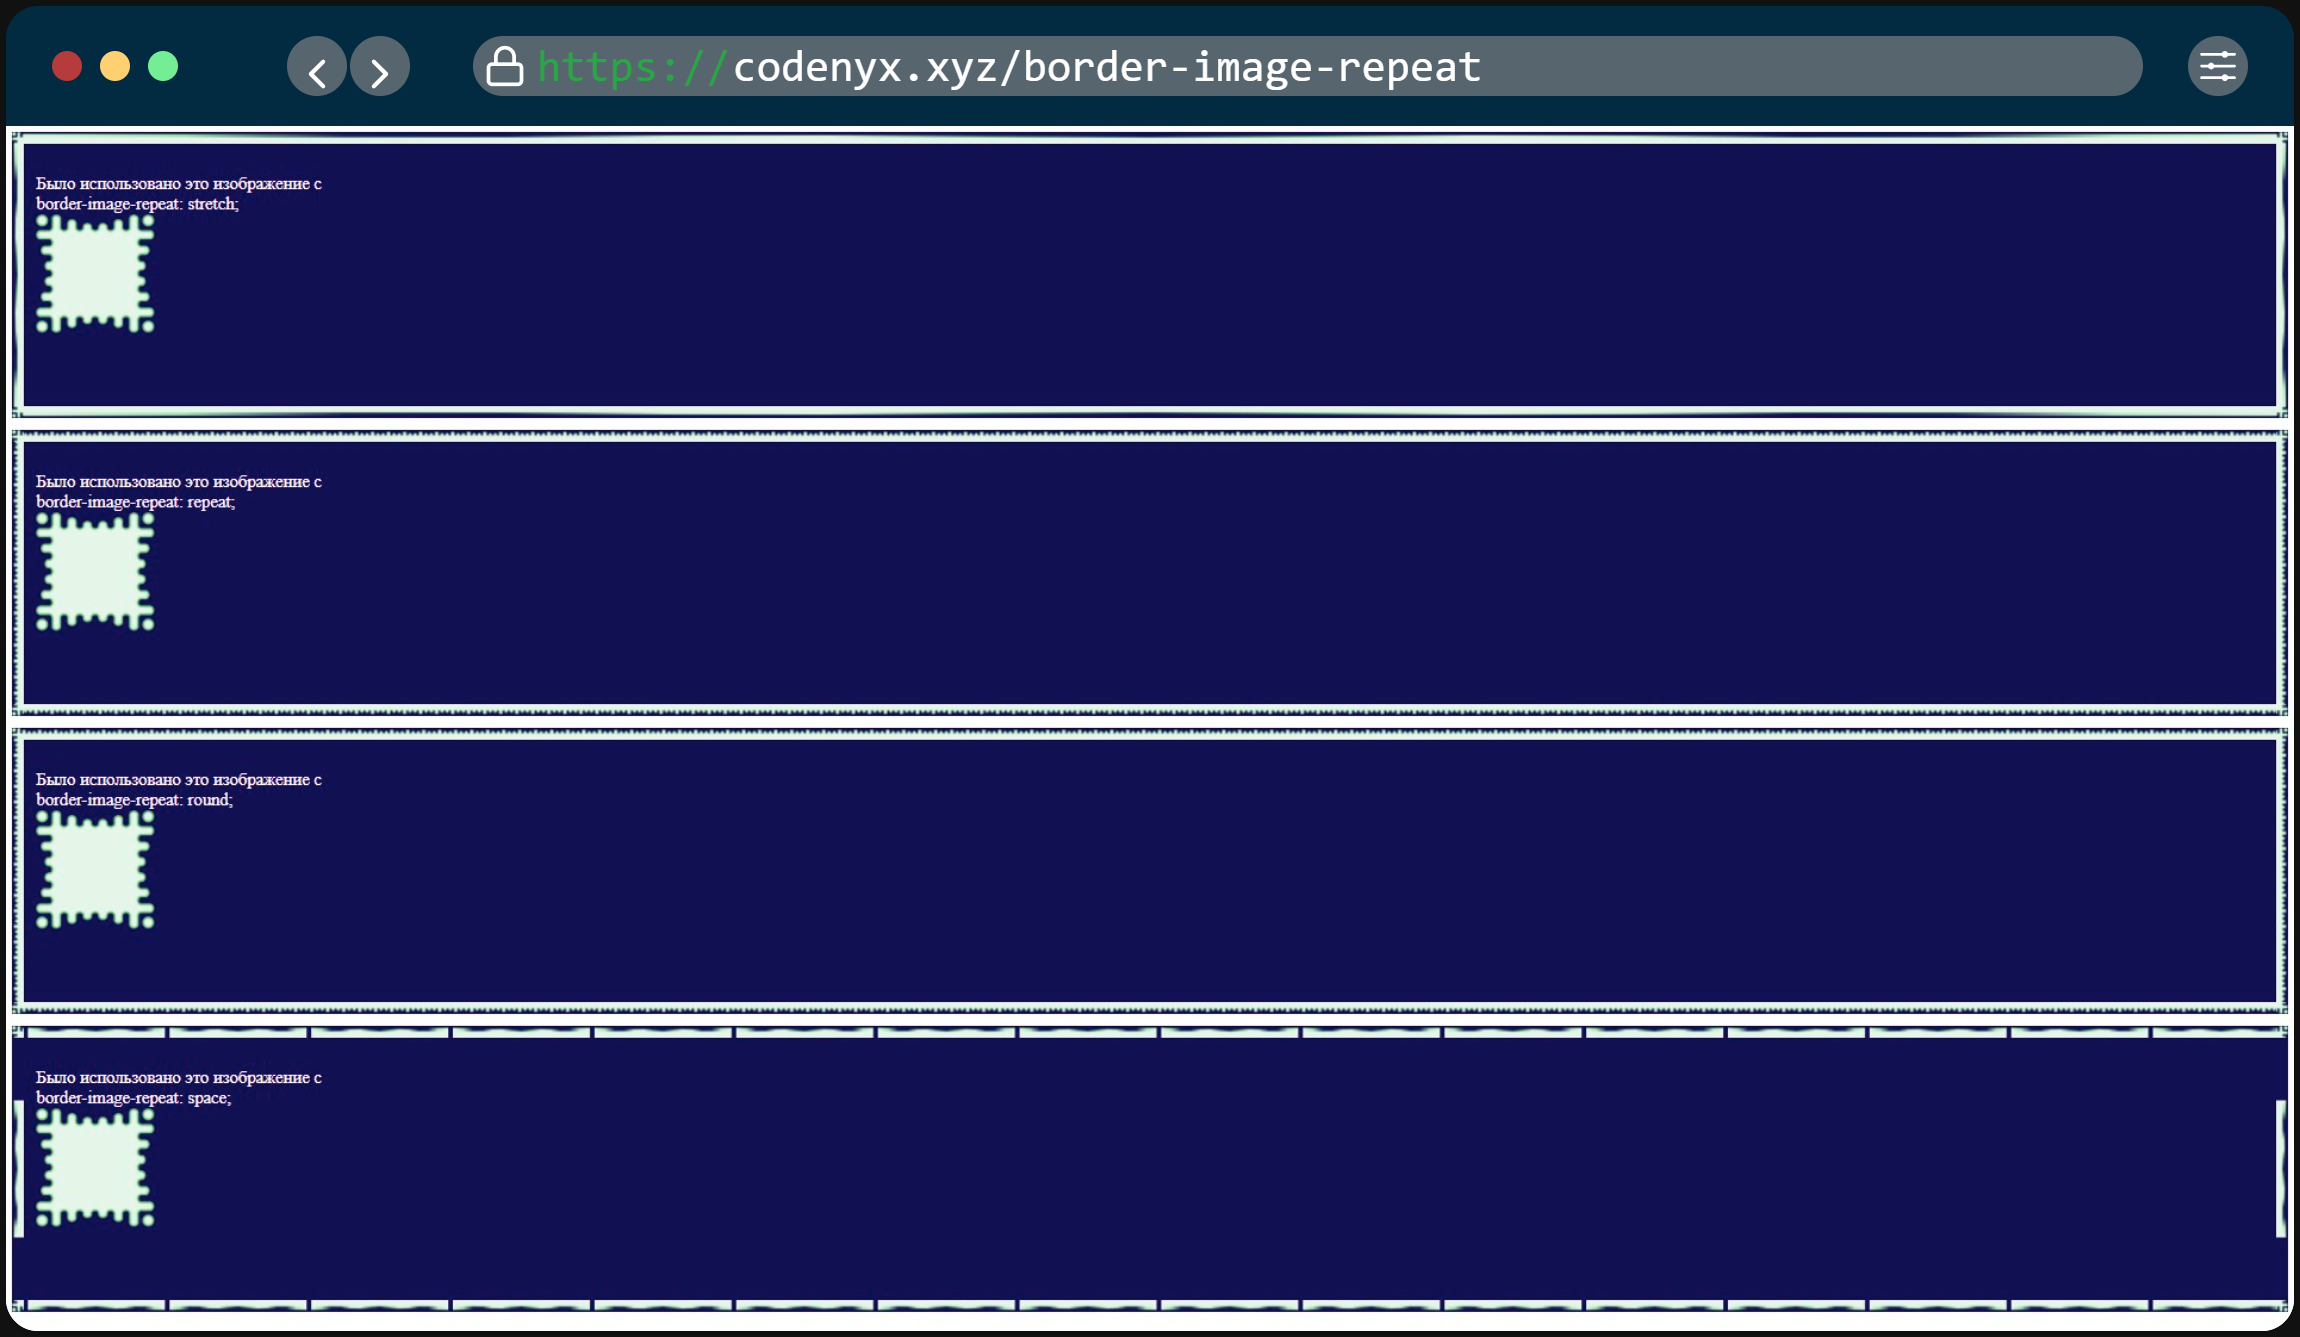 https://codenyx.xyz/border-image-repeat
Было использовано это изображение с
border-image-repeat: stretch;
Было использовано это изображение с
border-image-repeat: repeat;
Было использовано это изображение с
border-image-repeat: round;
Было использовано это изображение с
border-image-repeat: space;